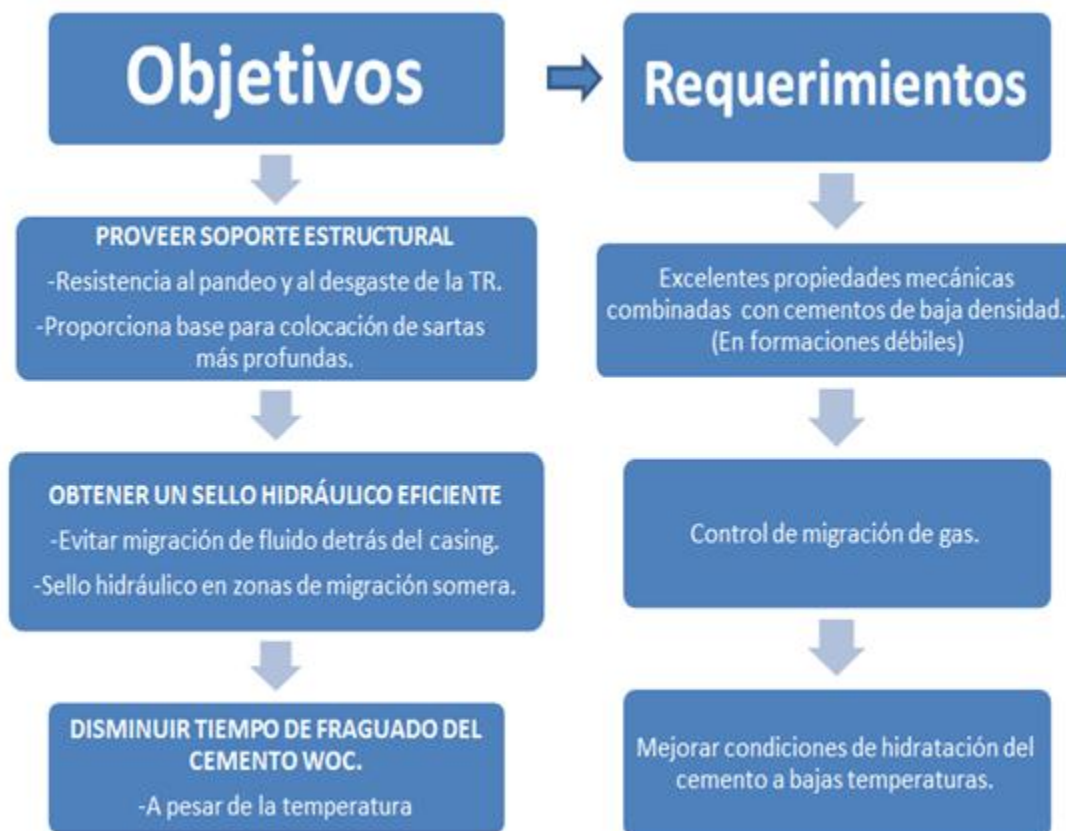 Objetivos
PROVEER SOPORTE ESTRUCTURAL
-Resistencia al pandeo y al desgaste de la TR.
-Proporciona base para colocación de sartas
más profundas.
OBTENER UN SELLO HIDRÁULICO EFICIENTE
-Evitar migración de fluido detrás del casing.
-Sello hidráulico en zonas de migración somera.
DISMINUIR TIEMPO DE FRAGUADO DEL
CEMENTO WOC.
-A pesar de la temperatura
Requerimientos
Excelentes propiedades mecánicas
combinadas con cementos de baja densidad.
(En formaciones débiles)
Control de migración de gas.
Mejorar condiciones de hidratación del
cemento a bajas temperaturas.